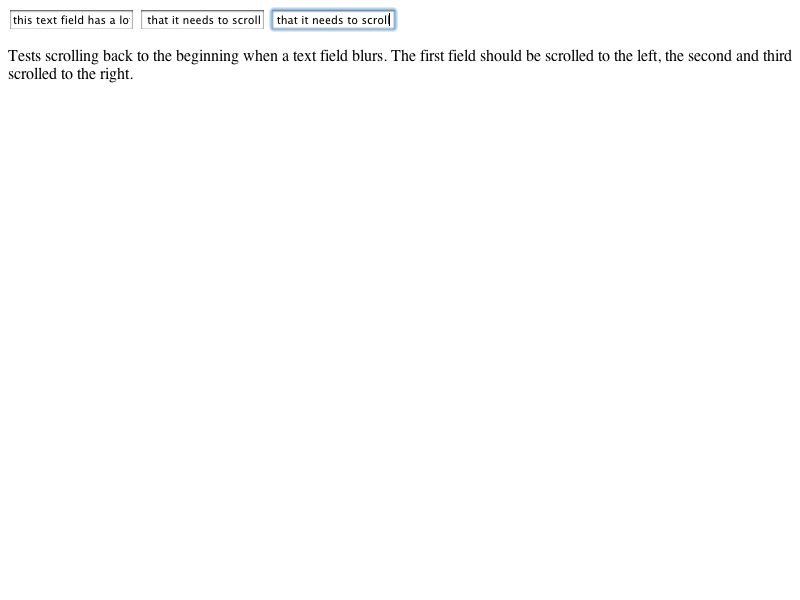 this text field has a lo that it needs to scroll that it needs to scroll
Tests scrolling back to the beginning when a text field blurs. The first field should be scrolled to the left, the second and third
scrolled to the right.